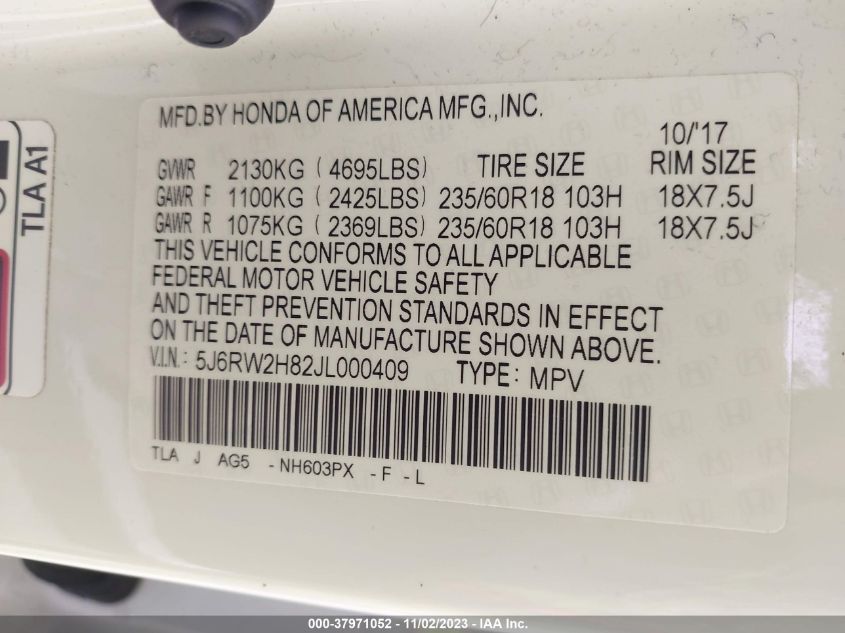 MFD.BY HONDA OF AMERICA MFG.,INC.
10/'17
GVWR 2130KG ( 4695LBS) TIRE SIZE RIM SIZE
GAWR F 1100KG ( 2425LBS) 235/60R18 103H 18X7.5J
GAWR R 1075KG ( 2369LBS) 235/60R18 103H 18X7.5J
THIS VEHICLE CONFORMS TO ALL APPLICABLE
FEDERAL MOTOR VEHICLE SAFETY
AND THEFT PREVENTION STANDARDS IN EFFECT
ON THE DATE OF MANUFACTURE SHOWN ABOVE.
V.I.N.: 5J6RW2H82JL000409 TYPE: MPV
TLA J AG5 -NH603PX -F -L
TLA A1
000-37971052 - 11/02/2023 - IAA Inc.